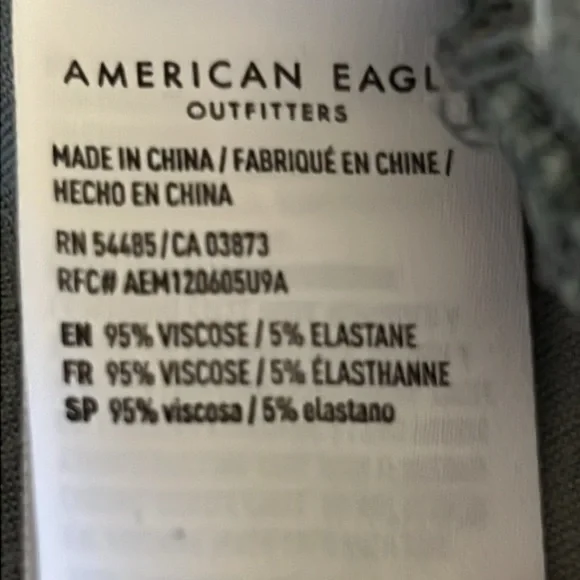 AMERICAN EAGL
OUTFITTERS
MADE IN CHINA / FABRIQUÉ EN CHINE /
HECHO EN CHINA
RN 54485 / CA 03873
RFC# AEM120605U9A
EN 95% VISCOSE / 5% ELASTANE
FR 95% VISCOSE / 5% ÉLASTHANNE
SP 95% viscosa / 5% elastano